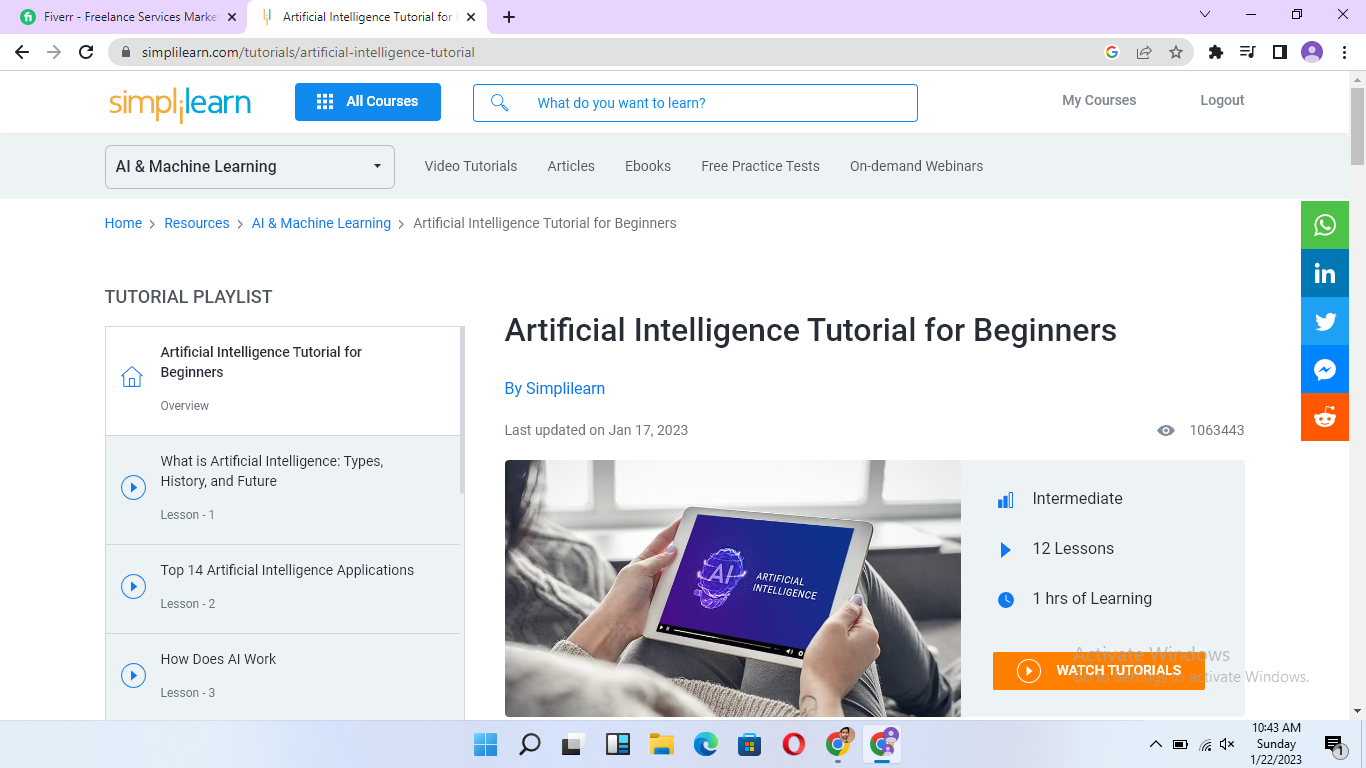 Fiverr - Freelance Services Marke
Artificial Intelligence Tutorial for
simplilearn.com/tutorials/artificial-intelligence-tutorial
simplilearn
All Courses
What do you want to learn?
My Courses
Logout
AI & Machine Learning
Video Tutorials
Articles
Ebooks
Free Practice Tests
On-demand Webinars
Home > Resources > AI & Machine Learning > Artificial Intelligence Tutorial for Beginners
TUTORIAL PLAYLIST
Artificial Intelligence Tutorial for
Beginners
Overview
What is Artificial Intelligence: Types,
History, and Future
Lesson - 1
Top 14 Artificial Intelligence Applications
Lesson - 2
How Does AI Work
Lesson - 3
Artificial Intelligence Tutorial for Beginners
By Simplilearn
Last updated on Jan 17, 2023
1063443
AI
ARTIFICIAL
INTELLIGENCE
Intermediate
12 Lessons
1 hrs of Learning
WATCH TUTORIALS
Activate Windows
Go to Settings to activate Windows.
10:43 AM
Sunday
1/22/2023
1